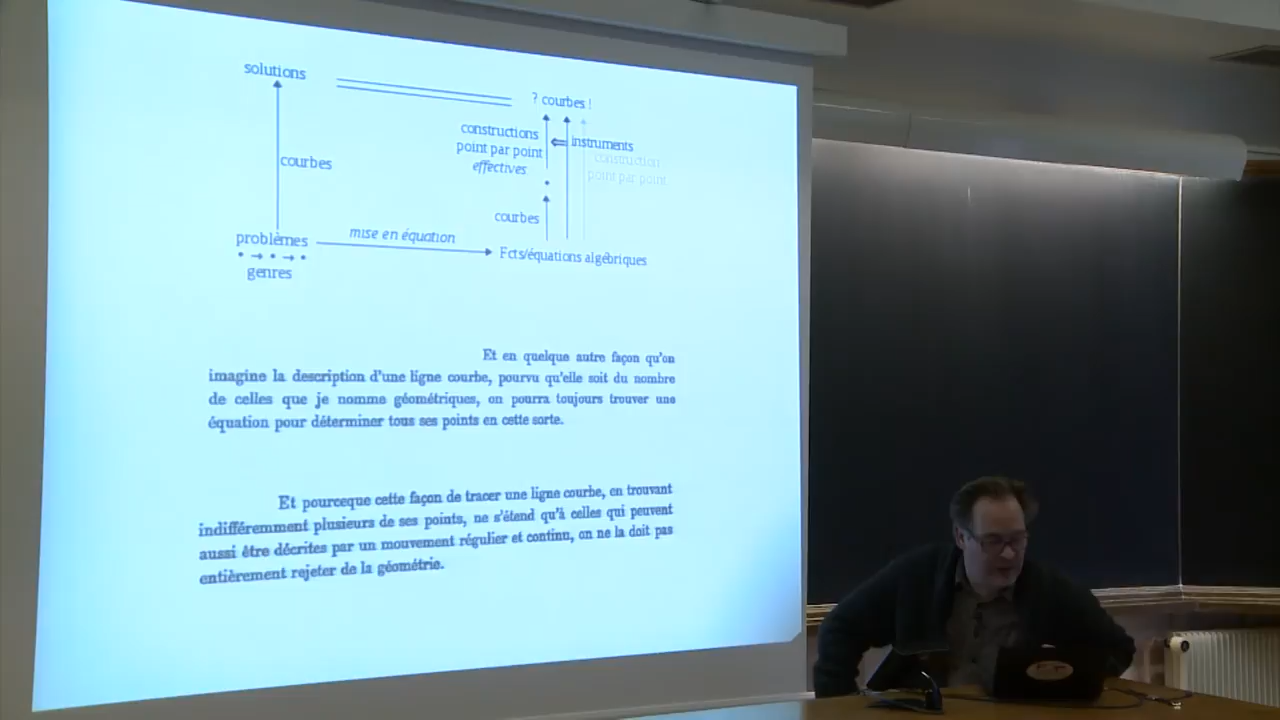 solutions
? courbes !
constructions
point par point
effectives
instruments
construction
point par point
courbes
courbes
problèmes
mise en équation
Fcts/équations algébriques
genres
Et en quelque autre façon qu'on
imagine la description d'une ligne courbe, pourvu qu'elle soit du nombre
de celles que je nomme géométriques, on pourra toujours trouver une
équation pour déterminer tous ses points en cette sorte.
Et pourceque cette façon de tracer une ligne courbe, en trouvant
indifféremment plusieurs de ses points, ne s'étend qu'à celles qui peuvent
aussi être décrites par un mouvement régulier et continu, on ne la doit pas
entièrement rejeter de la géométrie.